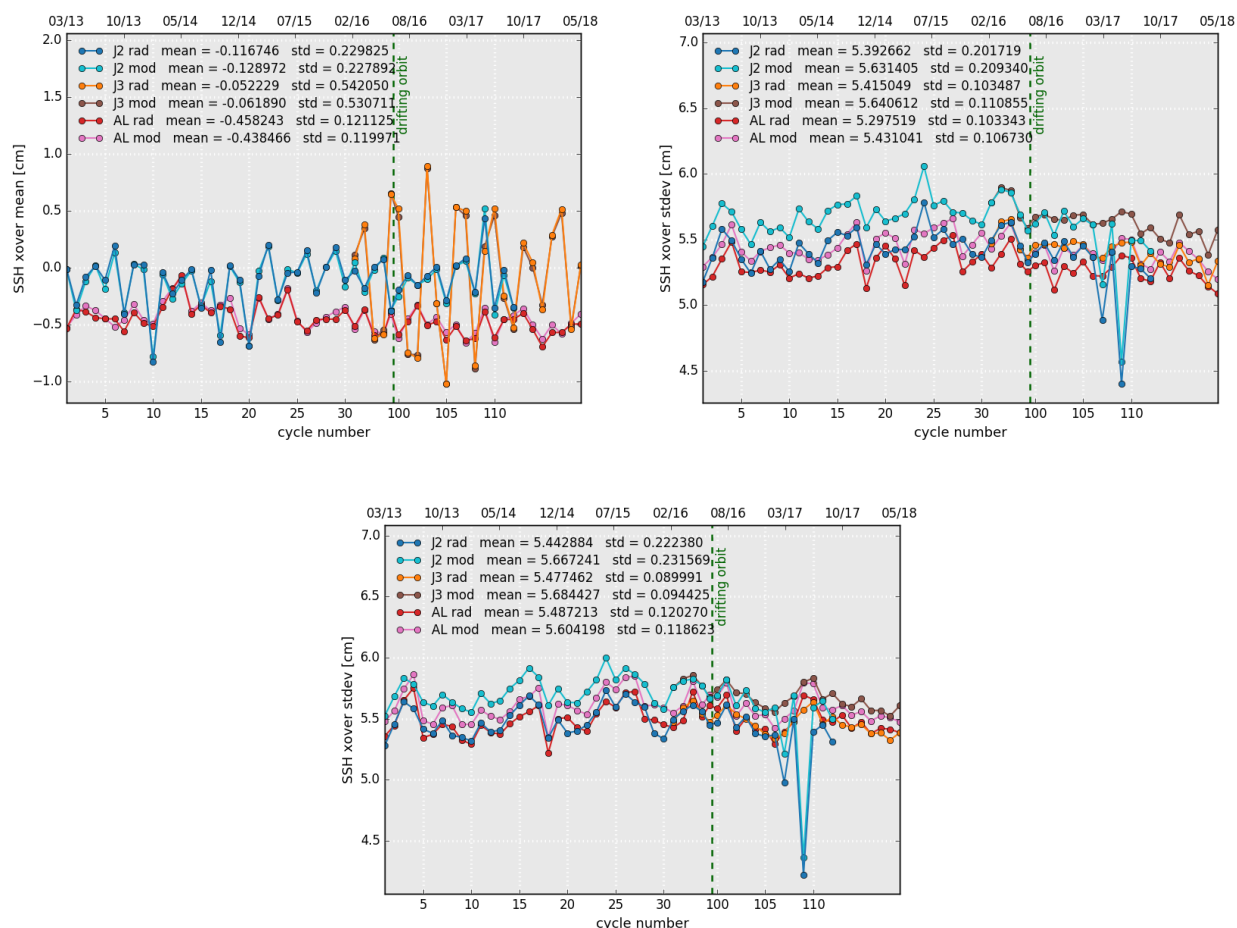 03/13 10/13 05/14 12/14 07/15 02/16 08/16 03/17 10/17 05/18
2.0
1.5
1.0
0.5
0.0
−0.5
−1.0
SSH xover mean [cm]
J2 rad mean = -0.116746 std = 0.229825
J2 mod mean = -0.128972 std = 0.227892
J3 rad mean = -0.052229 std = 0.542050
J3 mod mean = -0.061890 std = 0.530711
AL rad mean = -0.458243 std = 0.121125
AL mod mean = -0.438466 std = 0.119971
drifting orbit
5 10 15 20 25 30 100 105 110
cycle number
03/13 10/13 05/14 12/14 07/15 02/16 08/16 03/17 10/17 05/18
7.0
6.5
6.0
5.5
5.0
4.5
SSH xover stdev [cm]
J2 rad mean = 5.392662 std = 0.201719
J2 mod mean = 5.631405 std = 0.209340
J3 rad mean = 5.415049 std = 0.103487
J3 mod mean = 5.640612 std = 0.110855
AL rad mean = 5.297519 std = 0.103343
AL mod mean = 5.431041 std = 0.106730
drifting orbit
5 10 15 20 25 30 100 105 110
cycle number
03/13 10/13 05/14 12/14 07/15 02/16 08/16 03/17 10/17 05/18
7.0
6.5
6.0
5.5
5.0
4.5
SSH xover stdev [cm]
J2 rad mean = 5.442884 std = 0.222380
J2 mod mean = 5.667241 std = 0.231569
J3 rad mean = 5.477462 std = 0.089991
J3 mod mean = 5.684427 std = 0.094425
AL rad mean = 5.487213 std = 0.120270
AL mod mean = 5.604198 std = 0.118623
drifting orbit
5 10 15 20 25 30 100 105 110
cycle number